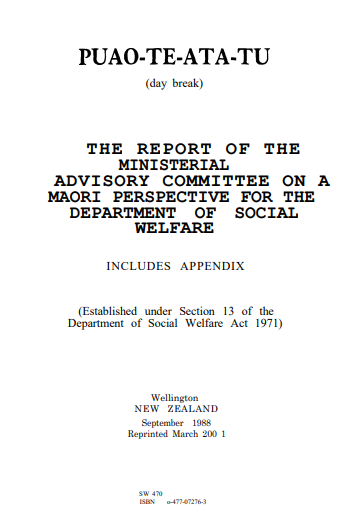 PUAO-TE-ATA-TU
(day break)
THE REPORT OF THE
MINISTERIAL
ADVISORY COMMITTEE ON A
MAORI PERSPECTIVE FOR THE
DEPARTMENT OF SOCIAL
WELFARE
INCLUDES APPENDIX
(Established under Section 13 of the
Department of Social Welfare Act 1971)
Wellington
NEW ZEALAND
September 1988
Reprinted March 200 1
SW 470
ISBN o-477-07276-3